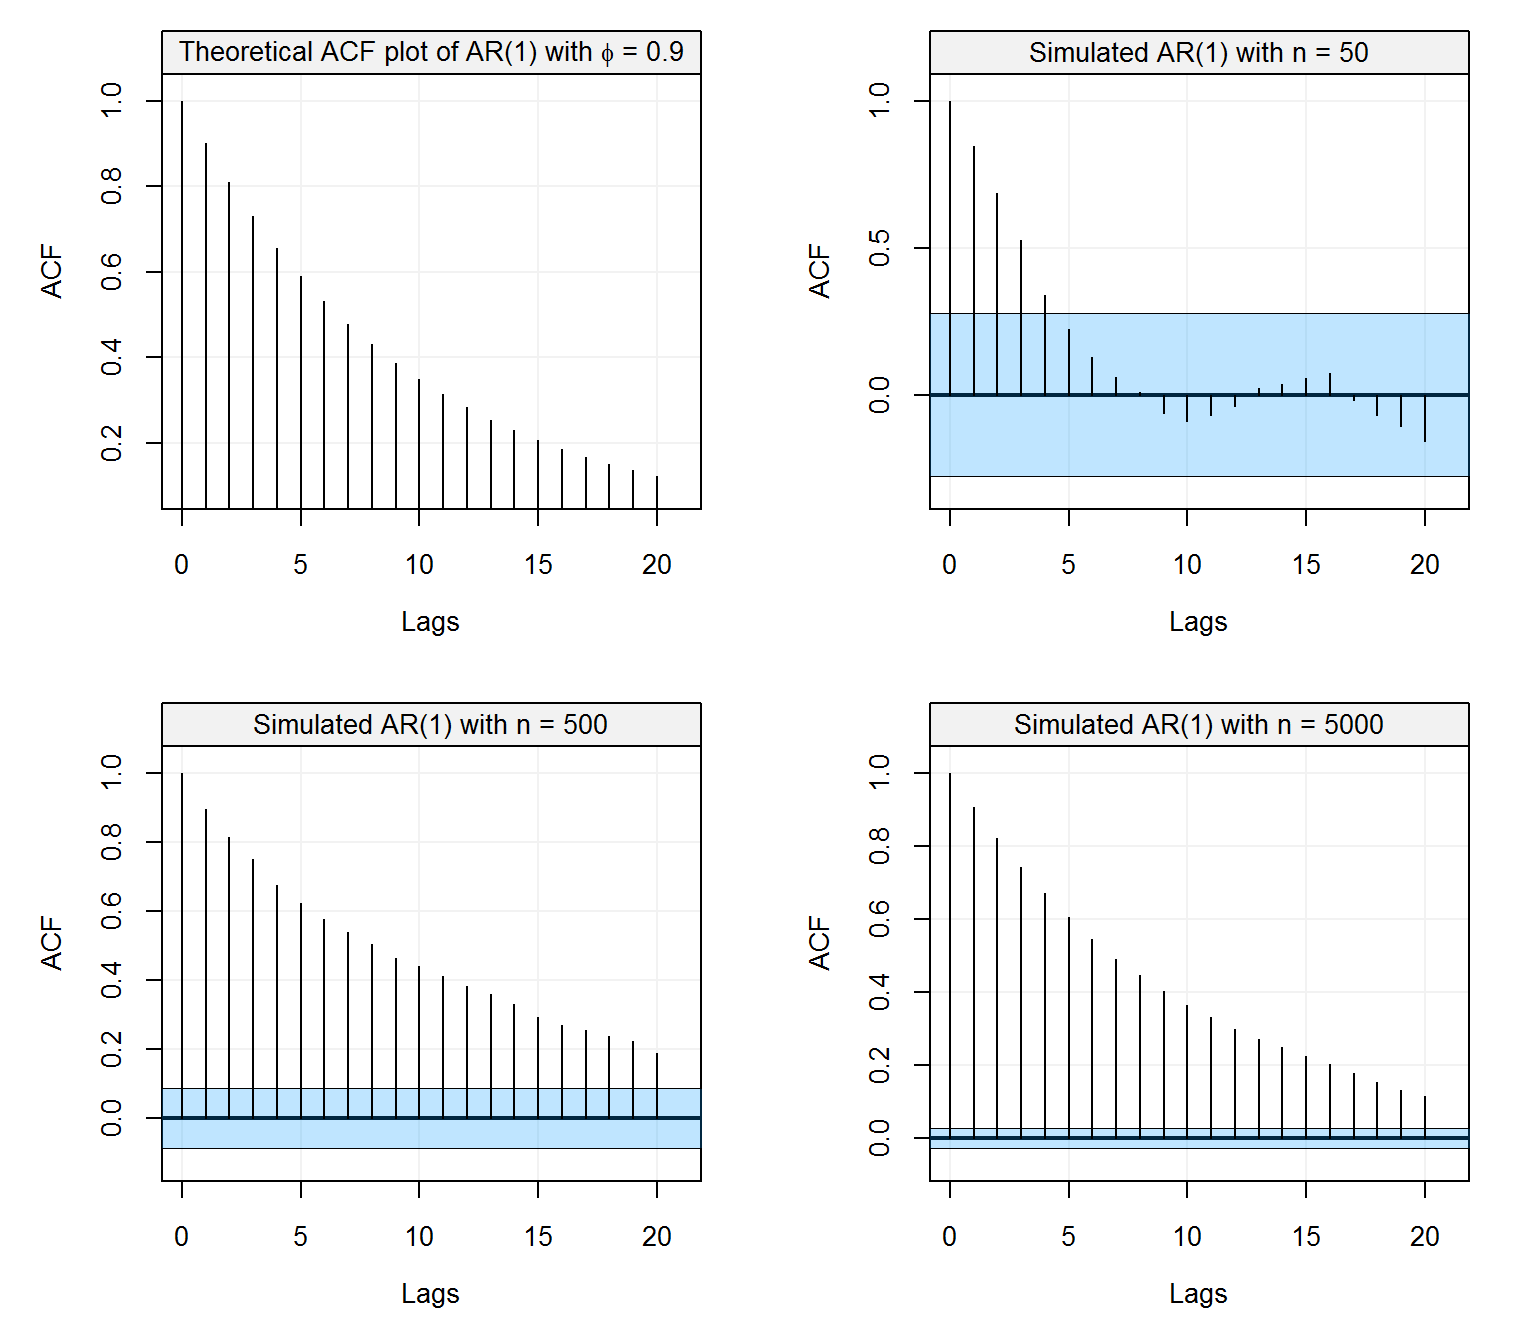 Theoretical ACF plot of AR(1) with ϕ = 0.9
ACF
1.0
0.8
0.6
0.4
0.2
0 5 10 15 20
Lags
Simulated AR(1) with n = 50
ACF
1.0
0.5
0.0
0 5 10 15 20
Lags
Simulated AR(1) with n = 500
ACF
1.0
0.8
0.6
0.4
0.2
0.0
0 5 10 15 20
Lags
Simulated AR(1) with n = 5000
ACF
1.0
0.8
0.6
0.4
0.2
0.0
0 5 10 15 20
Lags